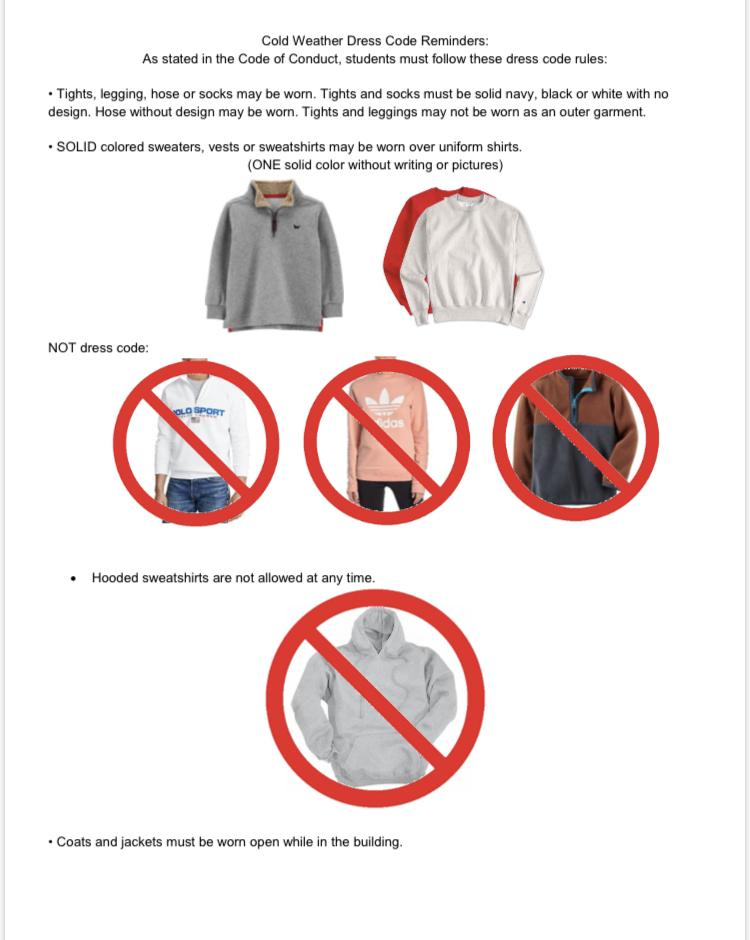 Cold Weather Dress Code Reminders:
As stated in the Code of Conduct, students must follow these dress code rules:
• Tights, legging, hose or socks may be worn. Tights and socks must be solid navy, black or white with no
design. Hose without design may be worn. Tights and leggings may not be worn as an outer garment.
• SOLID colored sweaters, vests or sweatshirts may be worn over uniform shirts.
(ONE solid color without writing or pictures)
NOT dress code:
OLO SPORT
didas
• Hooded sweatshirts are not allowed at any time.
• Coats and jackets must be worn open while in the building.